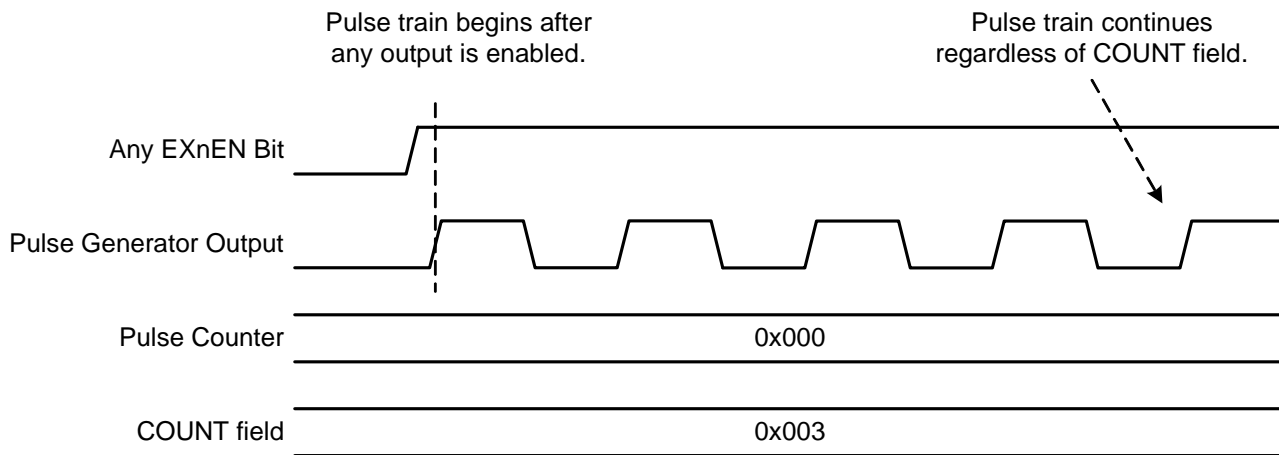 Pulse train begins after
any output is enabled.
Pulse train continues
regardless of COUNT field.
Any EXnEN Bit
Pulse Generator Output
Pulse Counter
0x000
COUNT field
0x003